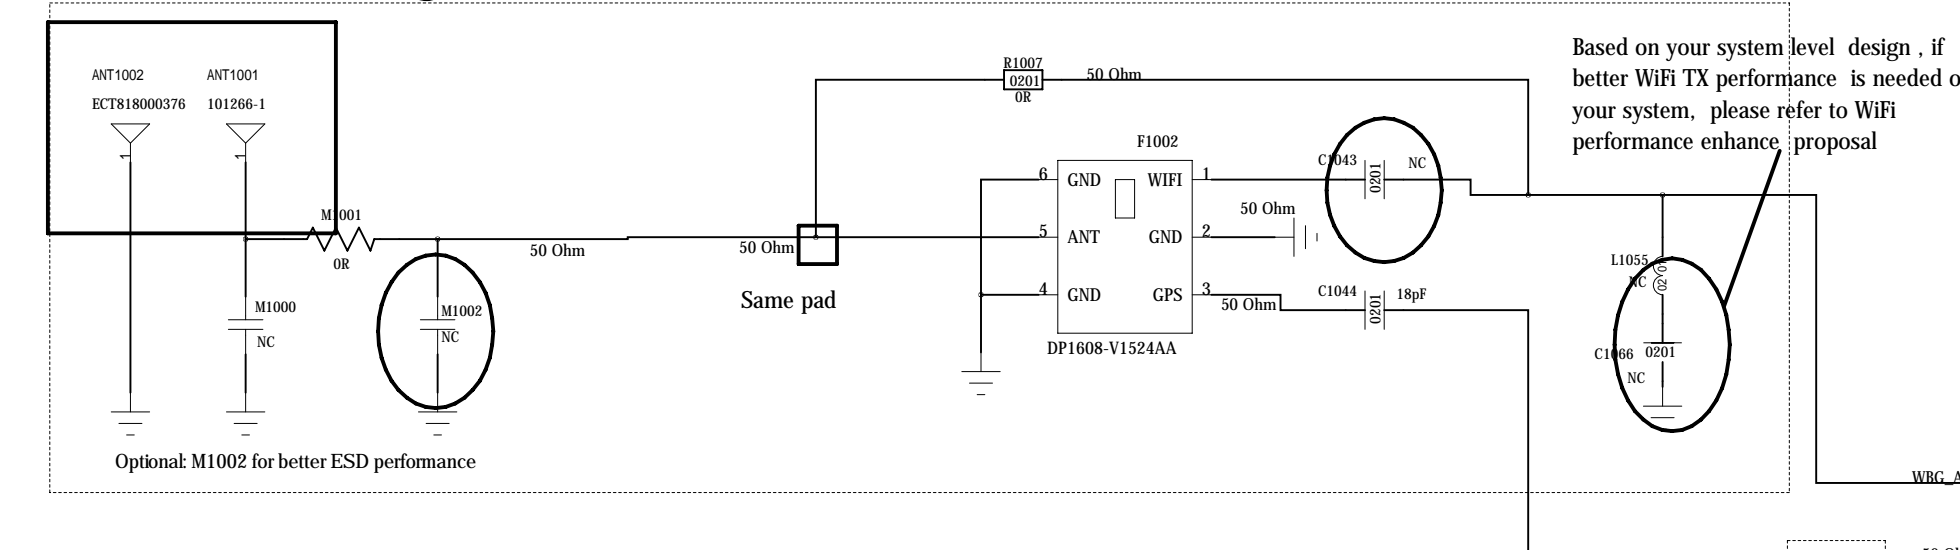 ANT1002
ANT1001
ECT818000376
101266-1
1
1
M1001
0R
M1000
NC
M1002
NC
Optional: M1002 for better ESD performance
50 Ohm
50 Ohm
Same pad
R1007
0201
0R
50 Ohm
F1002
6 GND WIFI 1
5 ANT GND 2
4 GND GPS 3
DP1608-V1524AA
C1043
0201
NC
50 Ohm
50 Ohm
C1044
0201
18pF
Based on your system level design , if
better WiFi TX performance is needed
your system, please refer to WiFi
performance enhance proposal
L1055
NC
0201
C1066
0201
NC